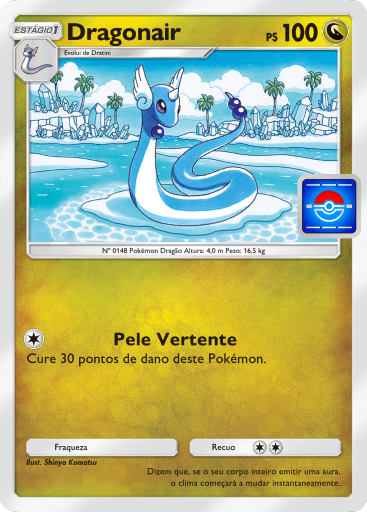 ESTÁGIO 1
Dragonair
PS 100
Evolui de Dratini
Nº 0148 Pokémon Dragão Altura: 4,0 m Peso: 16,5 kg
Pele Vertente
Cure 30 pontos de dano deste Pokémon.
Fraqueza
Recuo
Ilust. Shinya Komatsu
Dizem que, se o seu corpo inteiro emitir uma aura,
o clima começará a mudar instantaneamente.